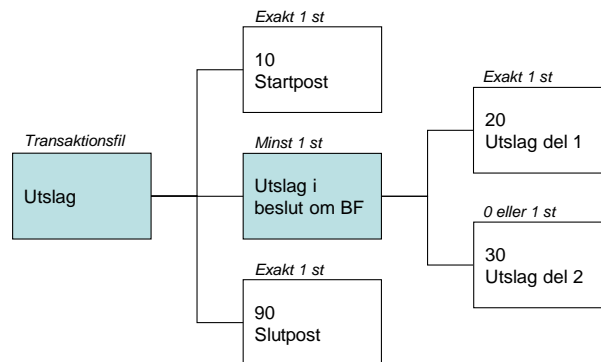 Exakt 1 st
10
Startpost
Exakt 1 st
20
Utslag del 1
Transaktionsfil
Utslag
Minst 1 st
Utslag i
beslut om BF
0 eller 1 st
30
Utslag del 2
Exakt 1 st
90
Slutpost